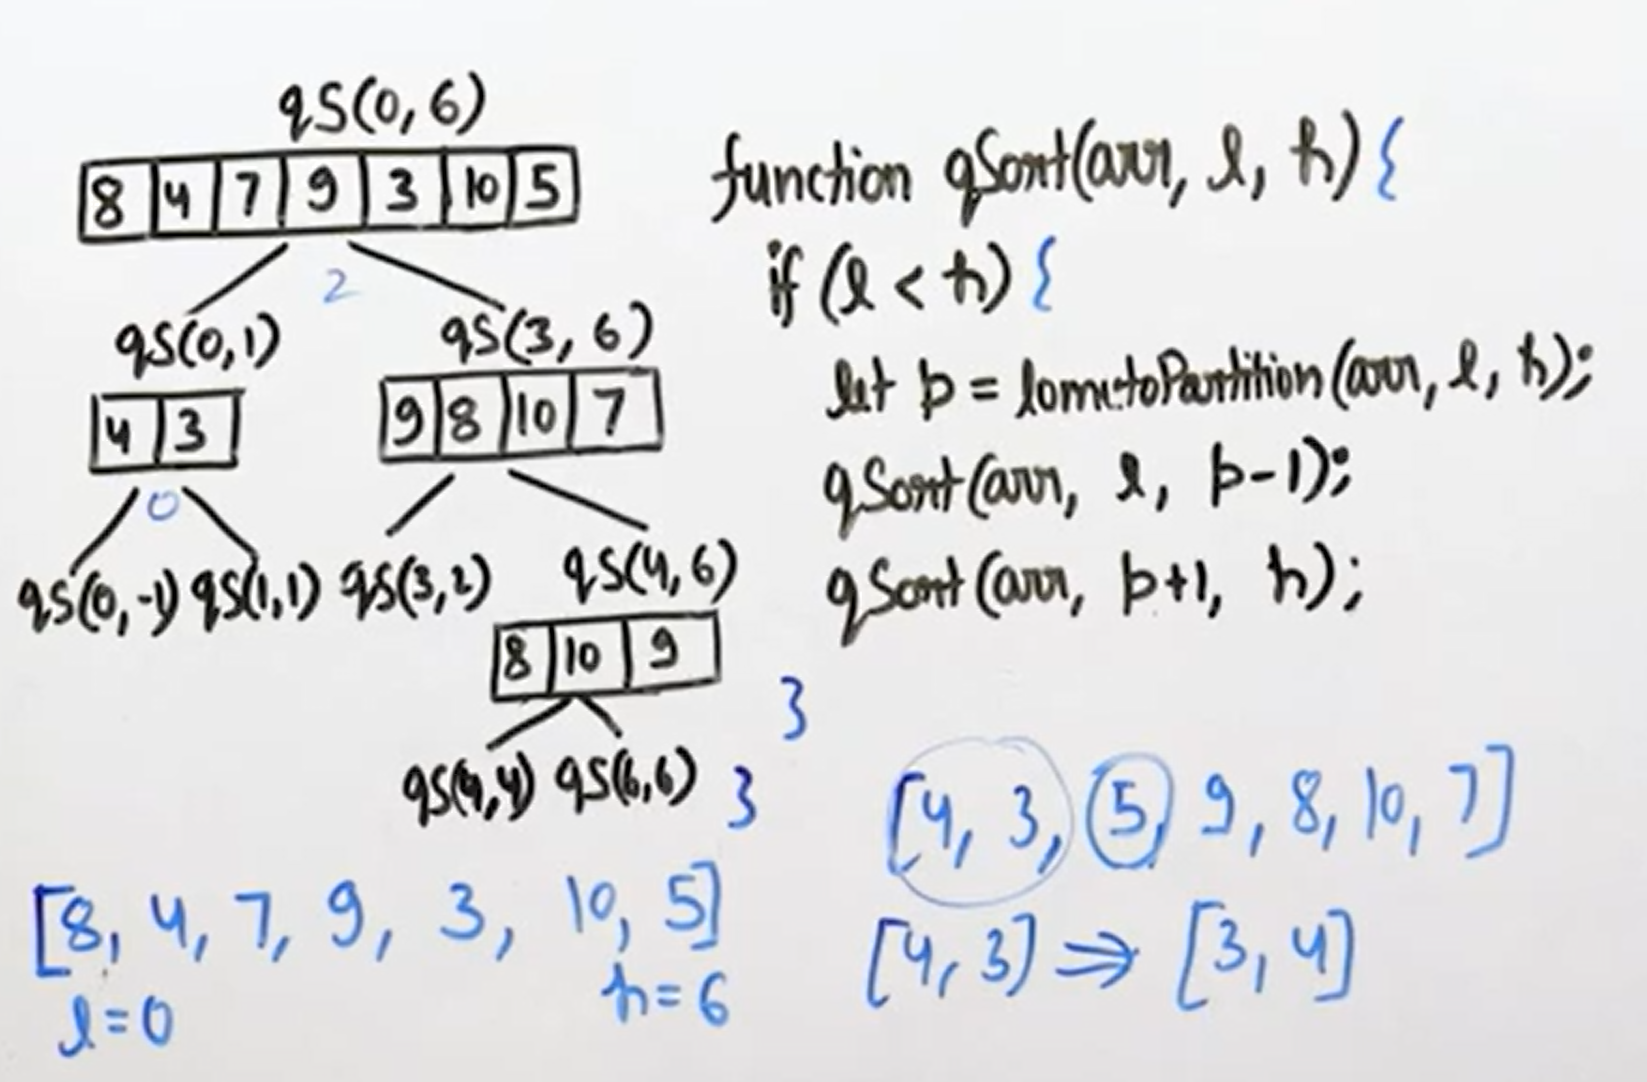 qS(0,6)
8 4 7 9 3 10 5
2
qS(0,1) qS(3,6)
4 3
9 8 10 7
0
qS(0,-1) qS(1,1) qS(3,2) qS(4,6)
8 10 9
qS(4,4) qS(6,6)
function qSort(arr, l, h) {
if (l < h) {
let p = lomutoPartition(arr, l, h);
qSort(arr, l, p-1);
qSort(arr, p+1, h);
}
}
[8, 4, 7, 9, 3, 10, 5]
l=0 h=6
[4, 3, 5, 9, 8, 10, 7]
[4, 3] ⇒ [3, 4]